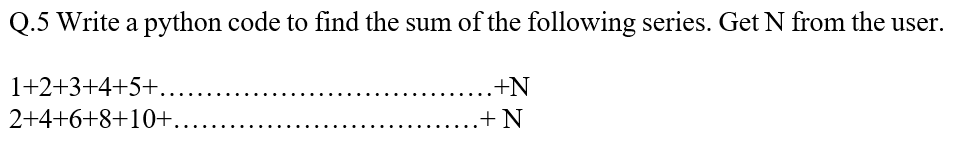 Q.5 Write a python code to find the sum of the following series. Get N from the user.
1+2+3+4+5+.......................................+N
2+4+6+8+10+....................................+ N